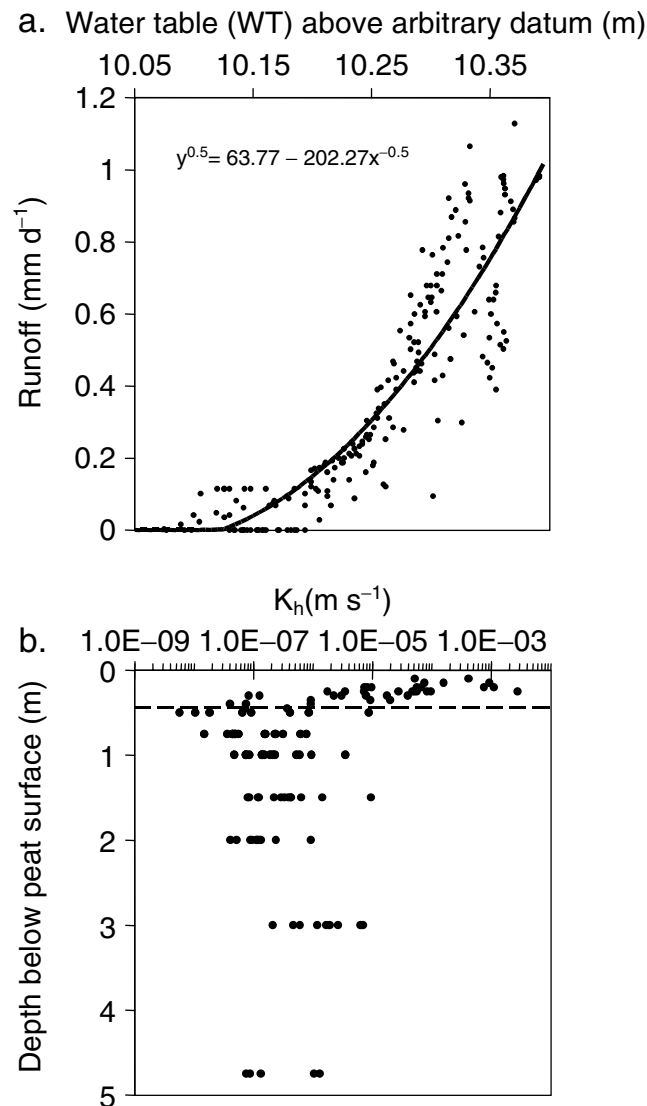 a. Water table (WT) above arbitrary datum (m)
10.05 10.15 10.25 10.35
1.2
1
0.8
0.6
0.4
0.2
0
Runoff (mm d⁻¹)
y⁰·⁵= 63.77 − 202.27x⁻⁰·⁵
Kₕ(m s⁻¹)
b. 1.0E−09 1.0E−07 1.0E−05 1.0E−03
0
1
2
3
4
5
Depth below peat surface (m)